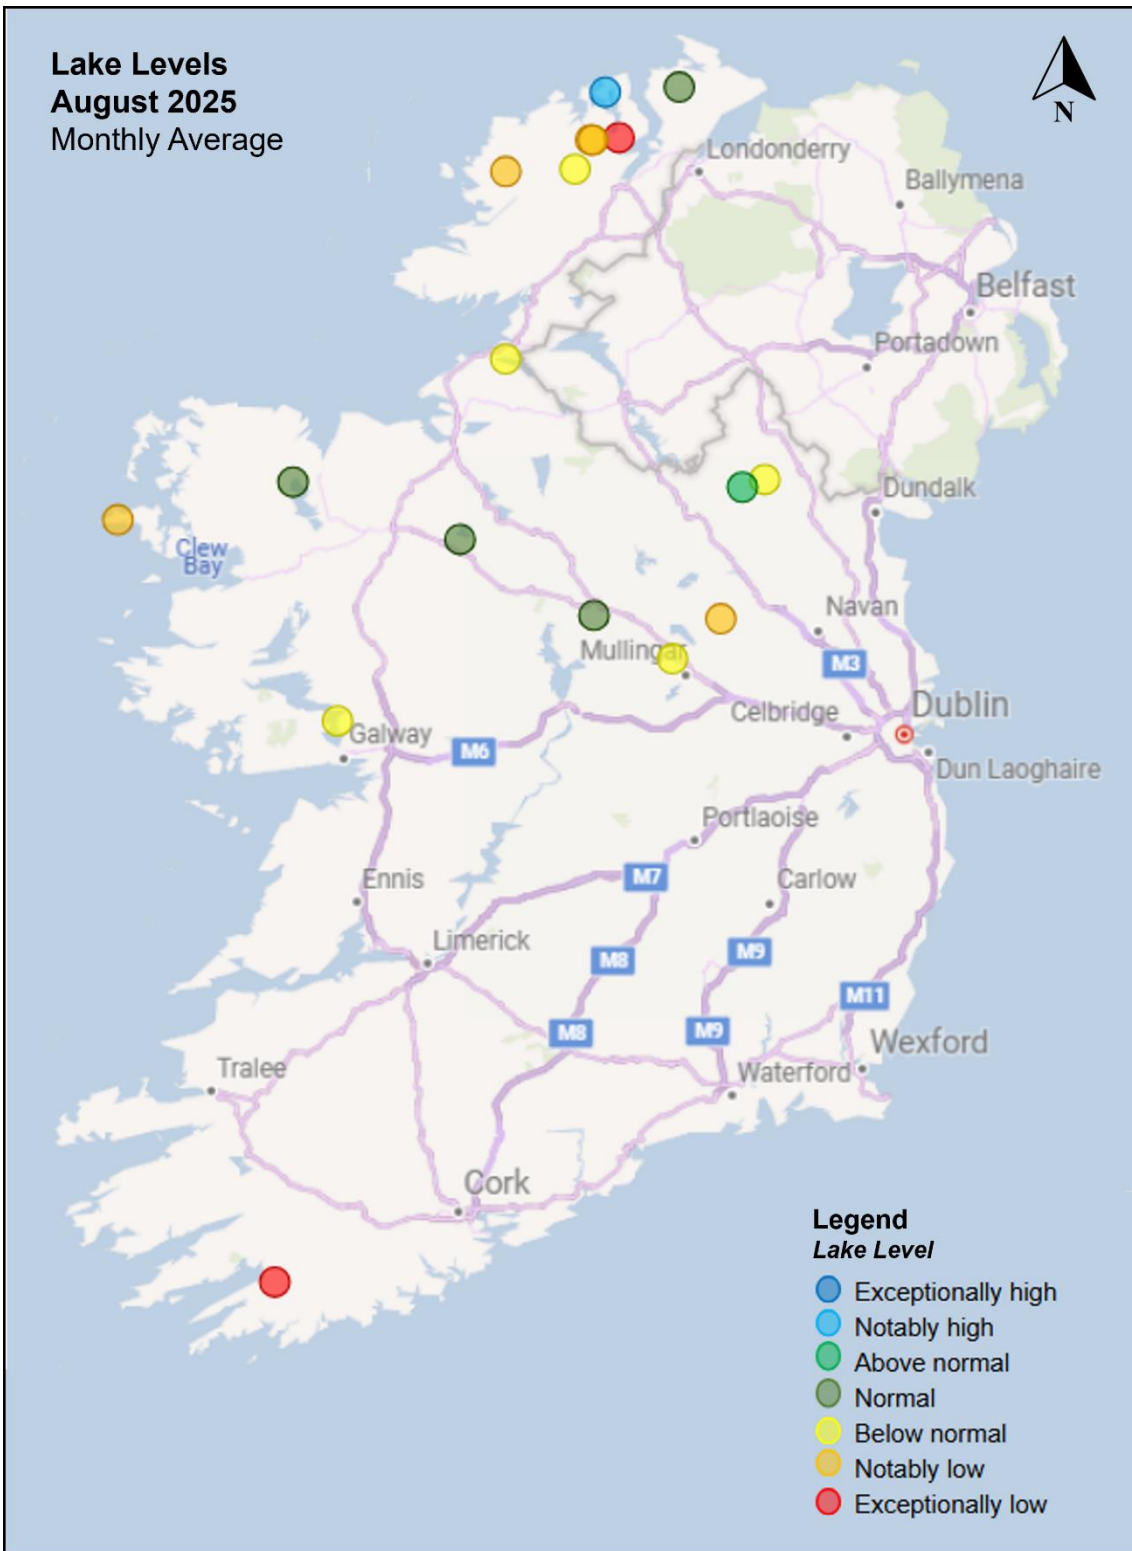 Lake Levels
August 2025
Monthly Average
N
Londonderry
Ballymena
Belfast
Portadown
Dundalk
Clew
Bay
Navan
Mullingar
M3
Dublin
Celbridge
Galway
M6
Dun Laoghaire
Portlaoise
Ennis
M7
Carlow
Limerick
M8
M9
M11
M8
M9
Wexford
Tralee
Waterford
Cork
Legend
Lake Level
Exceptionally high
Notably high
Above normal
Normal
Below normal
Notably low
Exceptionally low